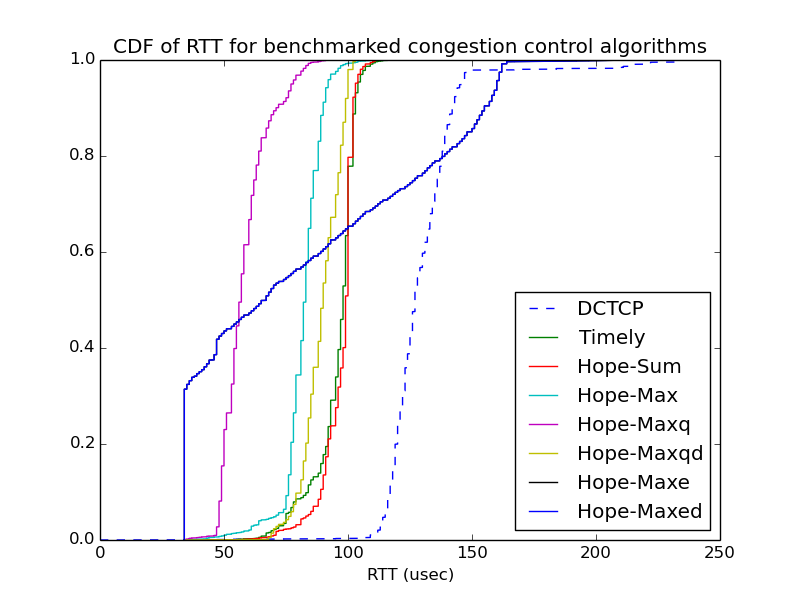 CDF of RTT for benchmarked congestion control algorithms
1.0
0.8
0.6
0.4
0.2
0.0
DCTCP
Timely
Hope-Sum
Hope-Max
Hope-Maxq
Hope-Maxqd
Hope-Maxe
Hope-Maxed
0 50 100 150 200 250
RTT (usec)